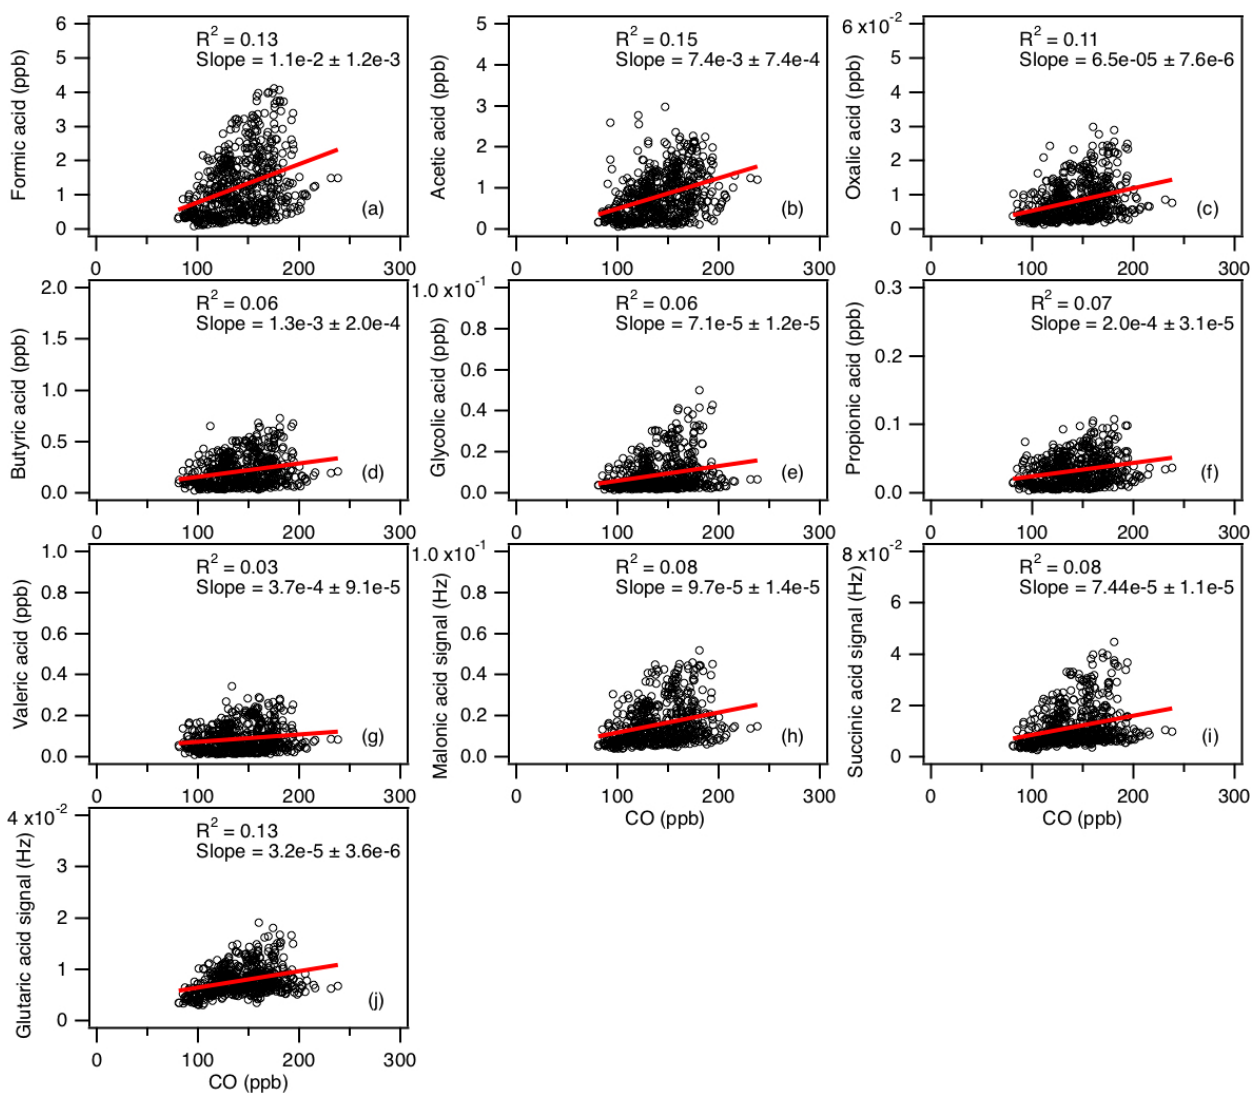 6
5
4
3
2
1
0
Formic acid (ppb)
R² = 0.13
Slope = 1.1e-2 ± 1.2e-3
(a)
0 100 200 300
5
4
3
2
1
0
Acetic acid (ppb)
R² = 0.15
Slope = 7.4e-3 ± 7.4e-4
(b)
0 100 200 300
6 x10⁻²
5
4
3
2
1
0
Oxalic acid (ppb)
R² = 0.11
Slope = 6.5e-05 ± 7.6e-6
(c)
0 100 200 300
2.0
1.5
1.0
0.5
0.0
Butyric acid (ppb)
R² = 0.06
Slope = 1.3e-3 ± 2.0e-4
(d)
0 100 200 300
1.0 x10⁻¹
0.8
0.6
0.4
0.2
0.0
Glycolic acid (ppb)
R² = 0.06
Slope = 7.1e-5 ± 1.2e-5
(e)
0 100 200 300
0.3
0.2
0.1
0.0
Propionic acid (ppb)
R² = 0.07
Slope = 2.0e-4 ± 3.1e-5
(f)
0 100 200 300
1.0
0.8
0.6
0.4
0.2
0.0
Valeric acid (ppb)
R² = 0.03
Slope = 3.7e-4 ± 9.1e-5
(g)
0 100 200 300
1.0 x10⁻¹
0.8
0.6
0.4
0.2
0.0
Malonic acid signal (Hz)
R² = 0.08
Slope = 9.7e-5 ± 1.4e-5
(h)
0 100 200 300
CO (ppb)
8 x10⁻²
6
4
2
0
Succinic acid signal (Hz)
R² = 0.08
Slope = 7.44e-5 ± 1.1e-5
(i)
0 100 200 300
CO (ppb)
4 x10⁻²
3
2
1
0
Glutaric acid signal (Hz)
R² = 0.13
Slope = 3.2e-5 ± 3.6e-6
(j)
0 100 200 300
CO (ppb)